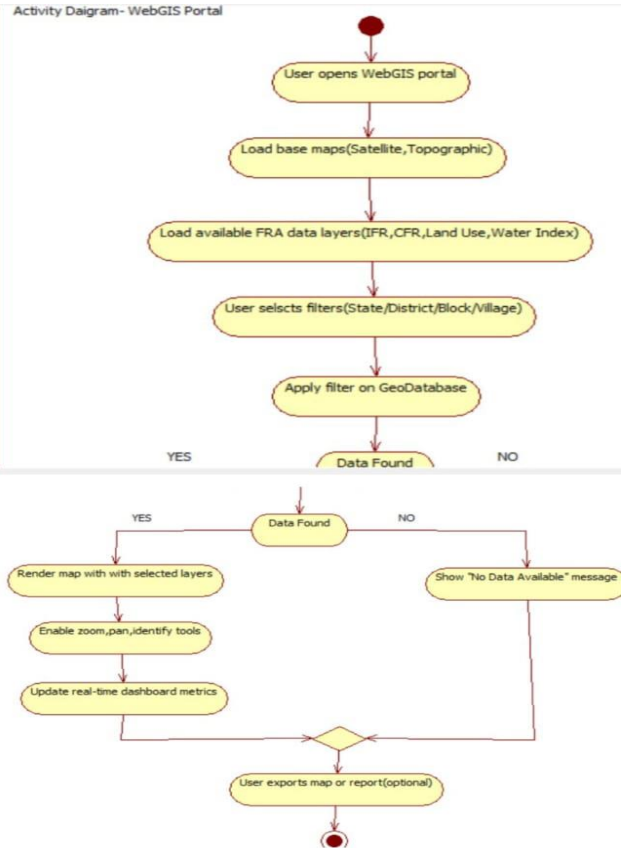 Activity Daigram- WebGIS Portal
User opens WebGIS portal
Load base maps(Satellite,Topographic)
Load available FRA data layers(IFR,CFR,Land Use,Water Index)
User selscts filters(State/District/Block/Village)
Apply filter on GeoDatabase
YES
Data Found
NO
YES
Data Found
NO
Render map with with selected layers
Show "No Data Available" message
Enable zoom,pan,identify tools
Update real-time dashboard metrics
User exports map or report(optional)